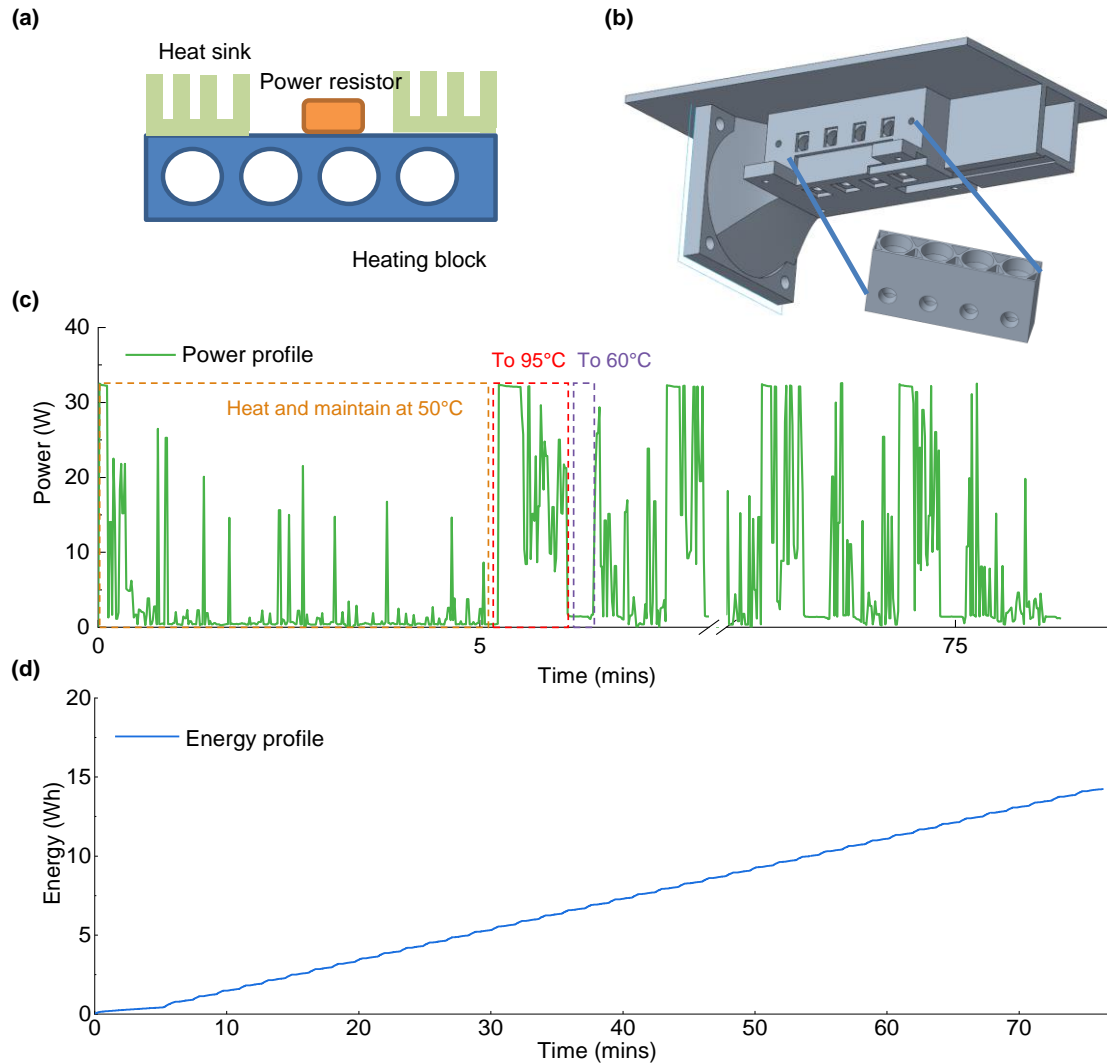 (a)
Heat sink
Power resistor
Heating block
(b)
(c)
40
30
20
10
0
Power (W)
Power profile
Heat and maintain at 50°C
To 95°C
To 60°C
0
5
75
Time (mins)
(d)
20
15
10
5
0
Energy (Wh)
Energy profile
0
10
20
30
40
50
60
70
Time (mins)